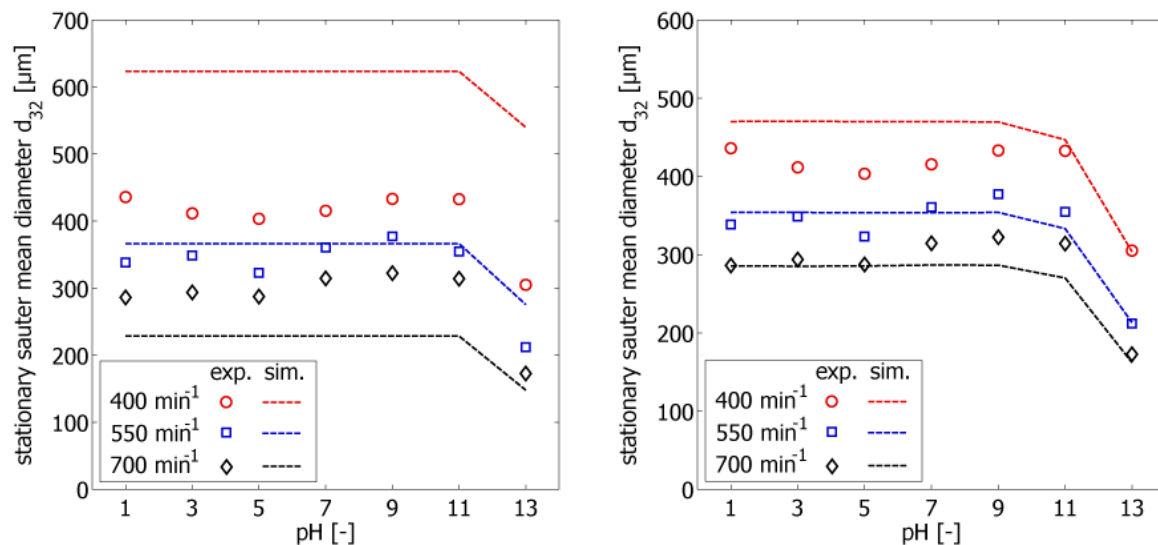 stationary sauter mean diameter d32 [µm]
700
600
500
400
300
200
100
0
exp. sim.
400 min-1
550 min-1
700 min-1
1 3 5 7 9 11 13
pH [-]
stationary sauter mean diameter d32 [µm]
600
500
400
300
200
100
0
exp. sim.
400 min-1
550 min-1
700 min-1
1 3 5 7 9 11 13
pH [-]